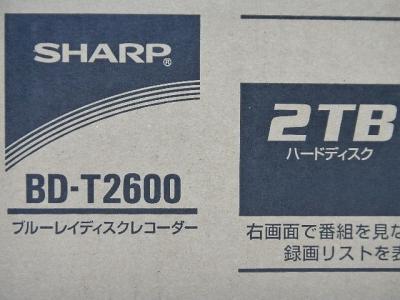 SHARP®
BD-T2600
ブルーレイディスクレコーダー
2TB
ハードディスク
右画面で番組を見な
録画リストを表